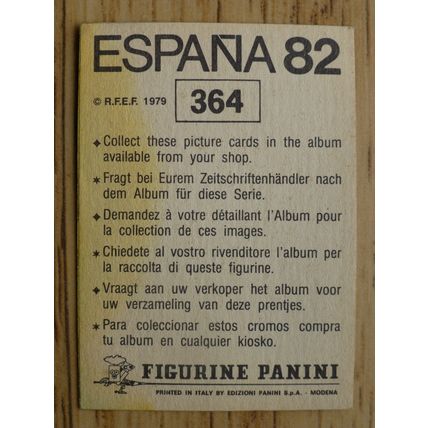 ESPAÑA 82
© R.F.E.F. 1979 364
Collect these picture cards in the album
available from your shop.
Fragt bei Eurem Zeitschriftenhändler nach
dem Album für diese Serie.
Demandez à votre détaillant l'Album pour
la collection de ces images.
Chiedete al vostro rivenditore l'album per
la raccolta di queste figurine.
Vraagt aan uw verkoper het album voor
uw verzameling van deze prentjes.
Para coleccionar estos cromos compra
tu album en cualquier kiosko.
FIGURINE PANINI
PRINTED IN ITALY BY EDIZIONI PANINI S.p.A. - MODENA